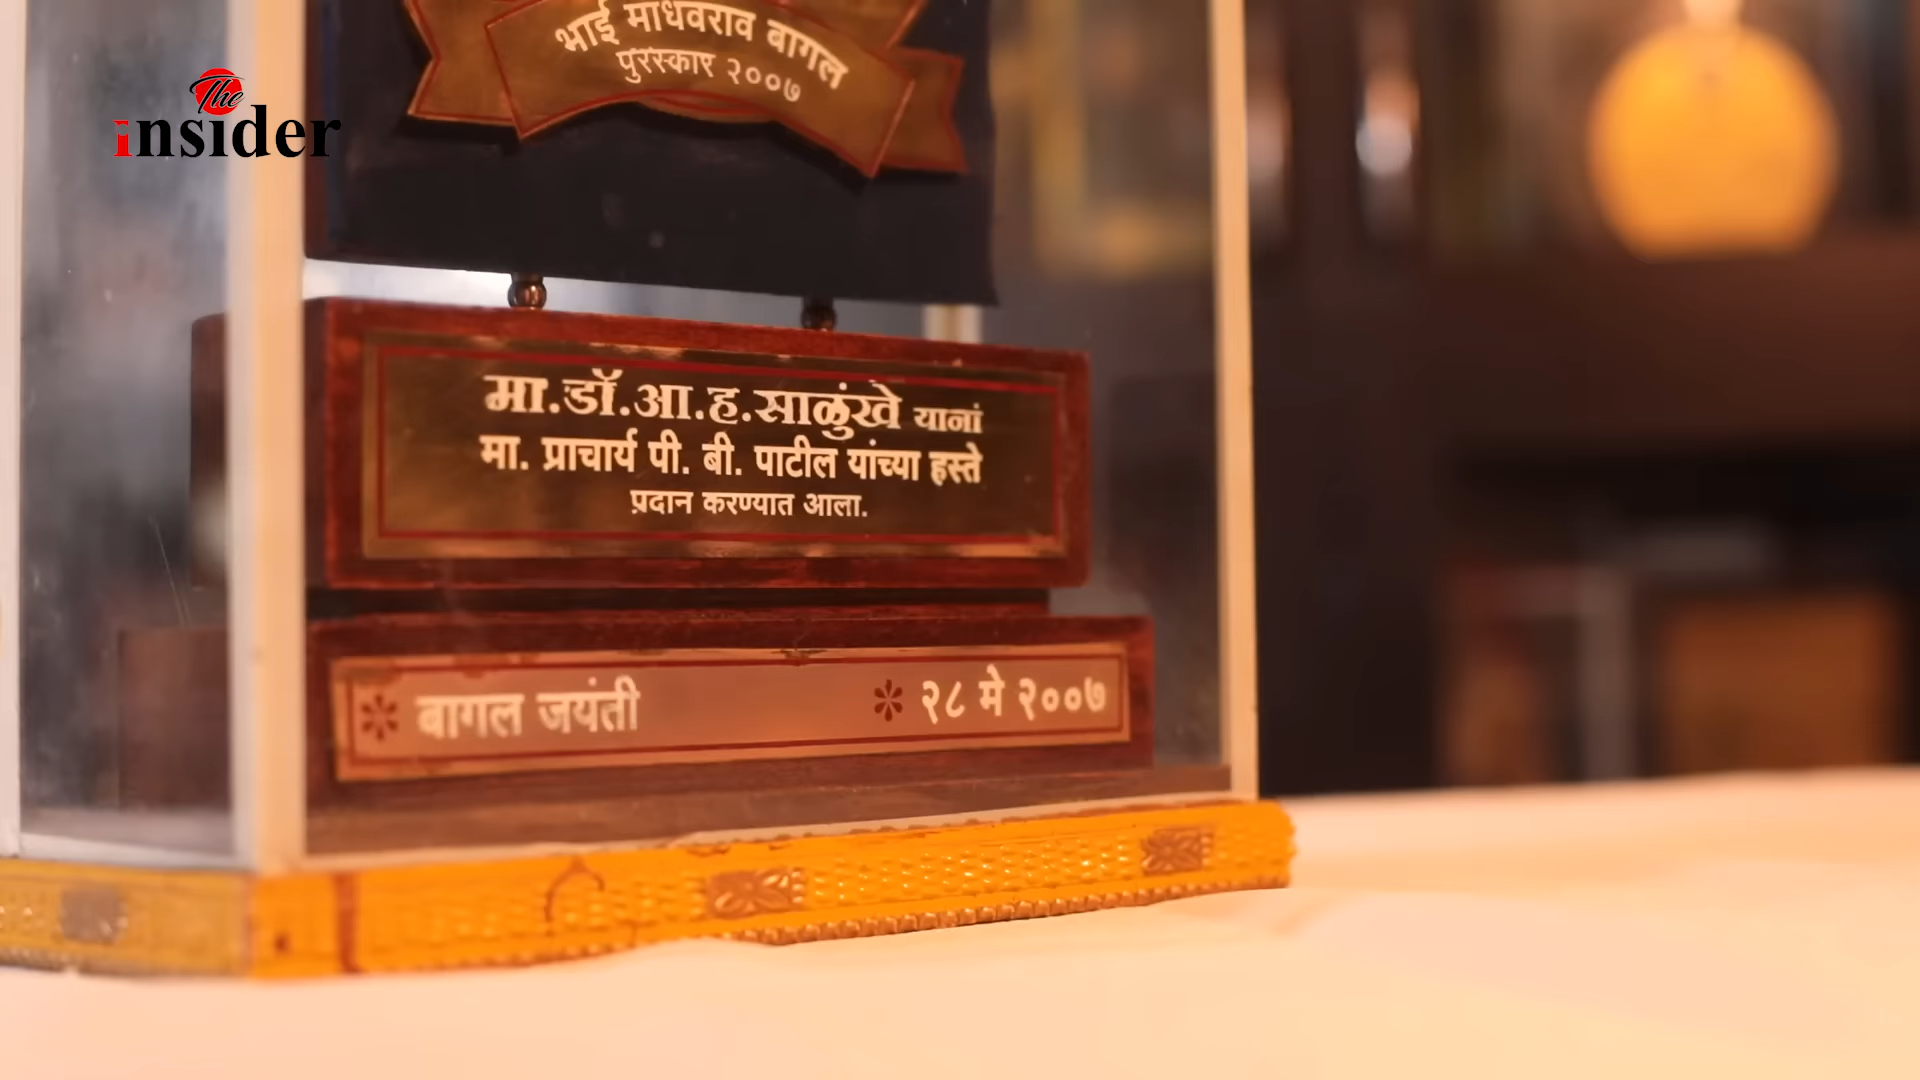 The
insider
भाई माधवराव बागल
पुरस्कार २००७
मा.डॉ.आ.ह.साळुंखे यानां
मा. प्राचार्य पी. बी. पाटील यांच्या हस्ते
प्रदान करण्यात आला.
बागल जयंती
२८ मे २००७